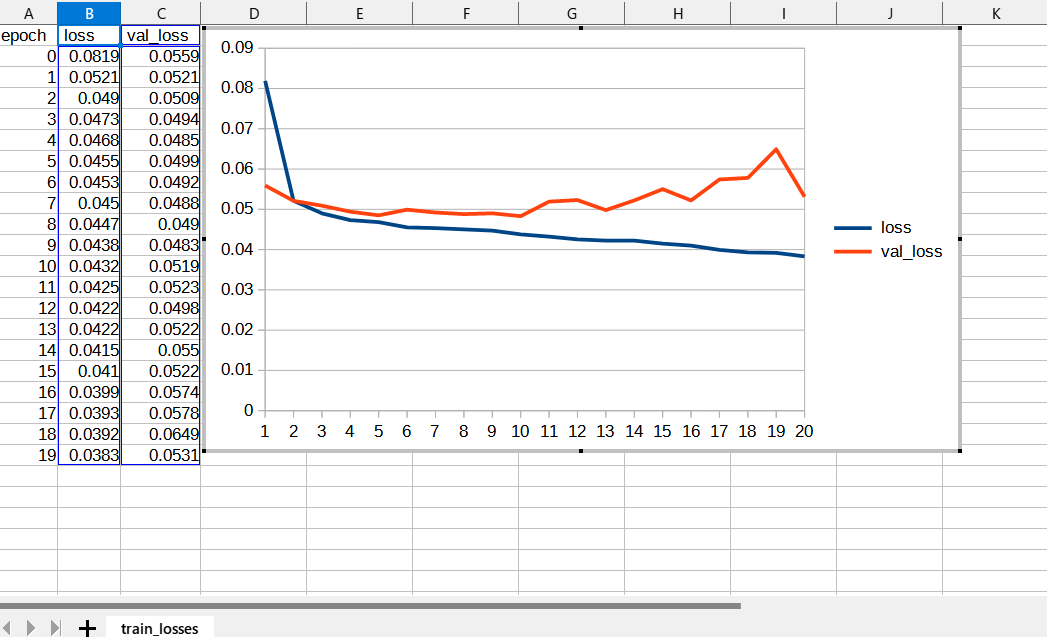 A B C D E F G H I J K
epoch loss val_loss
0 0.0819 0.0559
1 0.0521 0.0521
2 0.049 0.0509
3 0.0473 0.0494
4 0.0468 0.0485
5 0.0455 0.0499
6 0.0453 0.0492
7 0.045 0.0488
8 0.0447 0.049
9 0.0438 0.0483
10 0.0432 0.0519
11 0.0425 0.0523
12 0.0422 0.0498
13 0.0422 0.0522
14 0.0415 0.055
15 0.041 0.0522
16 0.0399 0.0574
17 0.0393 0.0578
18 0.0392 0.0649
19 0.0383 0.0531
0.09
0.08
0.07
0.06
0.05
0.04
0.03
0.02
0.01
0
1 2 3 4 5 6 7 8 9 10 11 12 13 14 15 16 17 18 19 20
loss
val_loss
train_losses